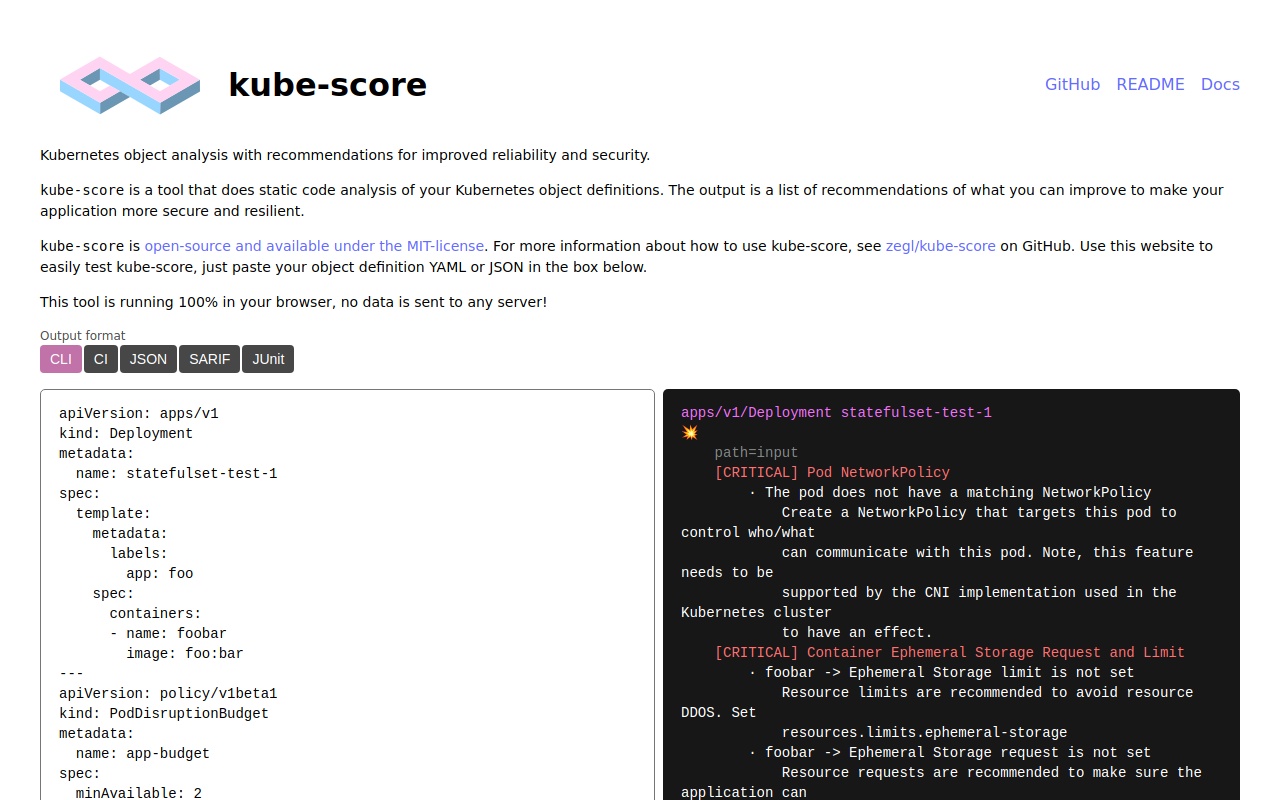 kube-score
GitHub README Docs
Kubernetes object analysis with recommendations for improved reliability and security.
kube-score is a tool that does static code analysis of your Kubernetes object definitions. The output is a list of recommendations of what you can improve to make your
application more secure and resilient.
kube-score is open-source and available under the MIT-license. For more information about how to use kube-score, see zegl/kube-score on GitHub. Use this website to
easily test kube-score, just paste your object definition YAML or JSON in the box below.
This tool is running 100% in your browser, no data is sent to any server!
Output format
CLI CI JSON SARIF JUnit
apiVersion: apps/v1
kind: Deployment
metadata:
  name: statefulset-test-1
spec:
  template:
    metadata:
      labels:
        app: foo
    spec:
      containers:
      - name: foobar
        image: foo:bar
---
apiVersion: policy/v1beta1
kind: PodDisruptionBudget
metadata:
  name: app-budget
spec:
  minAvailable: 2
apps/v1/Deployment statefulset-test-1
💥
    path=input
    [CRITICAL] Pod NetworkPolicy
        · The pod does not have a matching NetworkPolicy
            Create a NetworkPolicy that targets this pod to
control who/what
            can communicate with this pod. Note, this feature
needs to be
            supported by the CNI implementation used in the
Kubernetes cluster
            to have an effect.
    [CRITICAL] Container Ephemeral Storage Request and Limit
        · foobar -> Ephemeral Storage limit is not set
            Resource limits are recommended to avoid resource
DDOS. Set
            resources.limits.ephemeral-storage
        · foobar -> Ephemeral Storage request is not set
            Resource requests are recommended to make sure the
application can